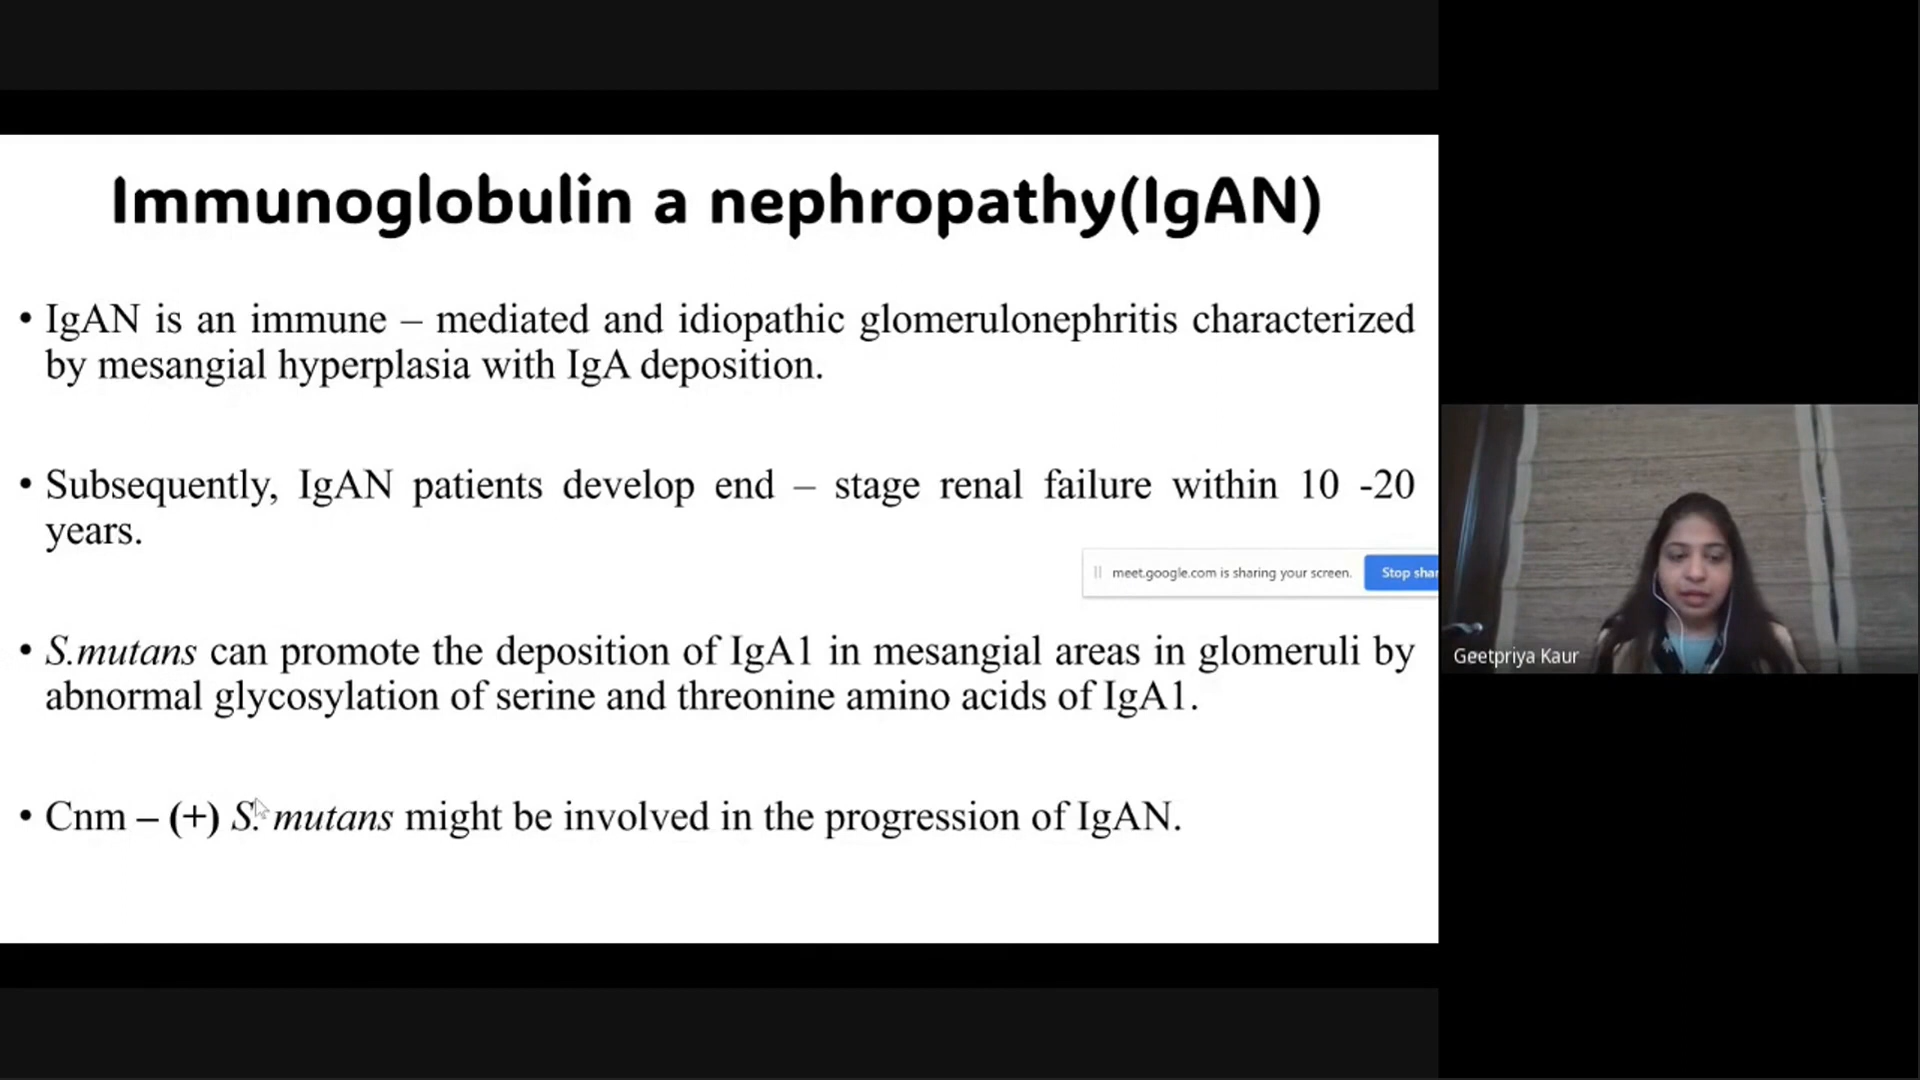 Immunoglobulin a nephropathy(IgAN)
• IgAN is an immune – mediated and idiopathic glomerulonephritis characterized
by mesangial hyperplasia with IgA deposition.
• Subsequently, IgAN patients develop end – stage renal failure within 10 -20
years.
meet.google.com is sharing your screen. Stop shar
• S.mutans can promote the deposition of IgA1 in mesangial areas in glomeruli by
abnormal glycosylation of serine and threonine amino acids of IgA1.
• Cnm – (+) S. mutans might be involved in the progression of IgAN.
Geetpriya Kaur